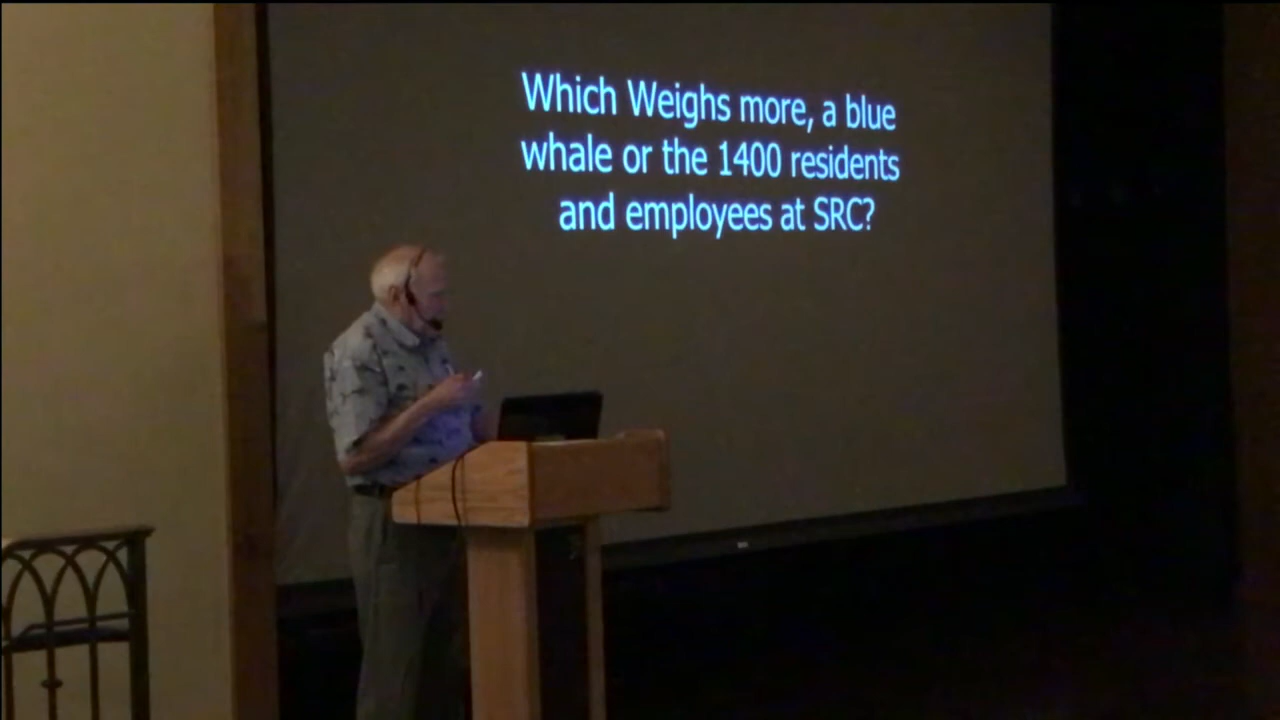 Which Weighs more, a blue
whale or the 1400 residents
and employees at SRC?